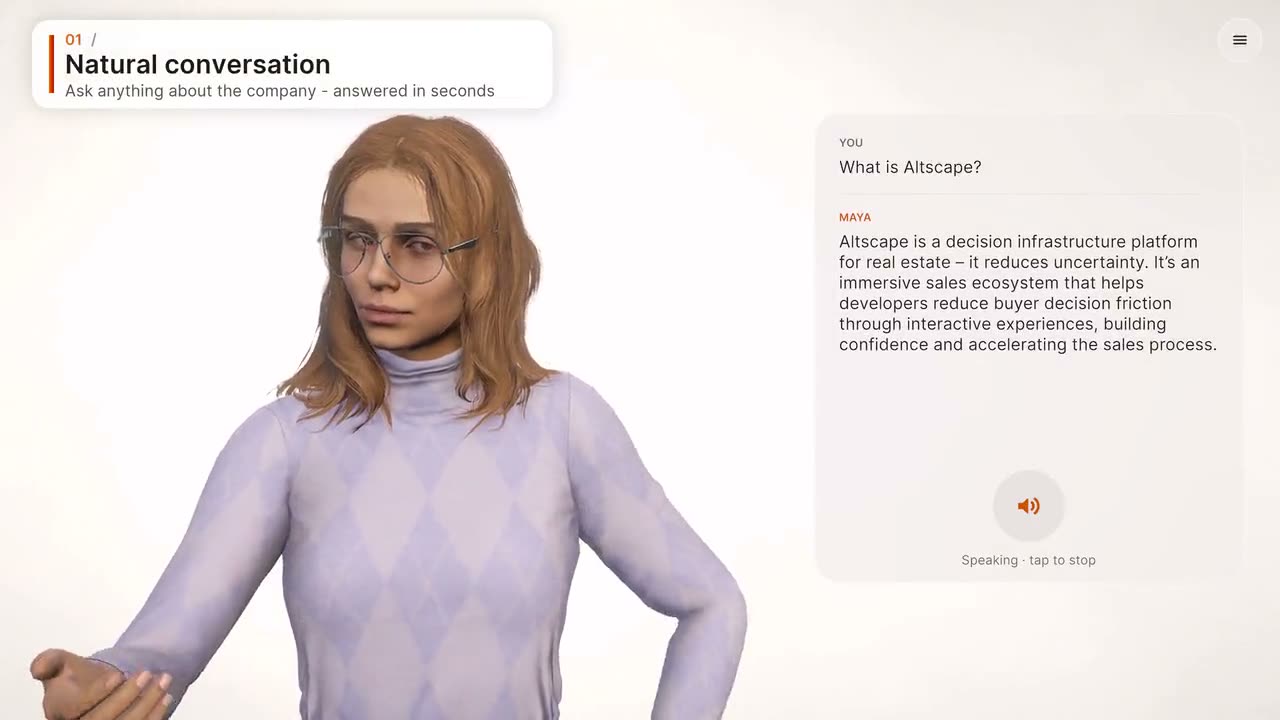 01 /
Natural conversation
Ask anything about the company - answered in seconds
YOU
What is Altscape?
MAYA
Altscape is a decision infrastructure platform
for real estate – it reduces uncertainty. It’s an
immersive sales ecosystem that helps
developers reduce buyer decision friction
through interactive experiences, building
confidence and accelerating the sales process.
Speaking · tap to stop